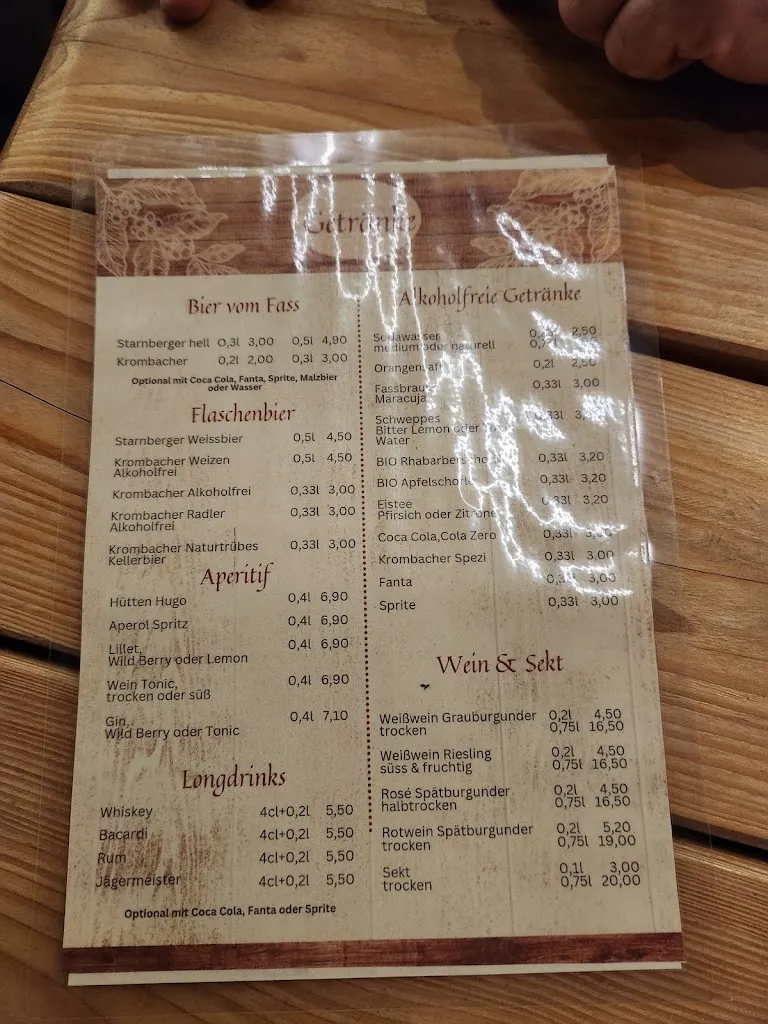 Getränke
Bier vom Fass
Starnberger hell 0,3l 3,00 0,5l 4,90
Krombacher 0,2l 2,00 0,3l 3,00
Optional mit Coca Cola, Fanta, Sprite, Malzbier
oder Wasser
Flaschenbier
Starnberger Weissbier 0,5l 4,50
Krombacher Weizen 0,5l 4,50
Alkoholfrei
Krombacher Alkoholfrei 0,33l 3,00
Krombacher Radler 0,33l 3,00
Alkoholfrei
Krombacher Naturtrübes 0,33l 3,00
Kellerbier
Aperitif
Hütten Hugo 0,4l 6,90
Aperol Spritz 0,4l 6,90
Lillet, 0,4l 6,90
Wild Berry oder Lemon
Wein Tonic, 0,4l 6,90
trocken oder süß
Gin, 0,4l 7,10
Wild Berry oder Tonic
Longdrinks
Whiskey 4cl+0,2l 5,50
Bacardi 4cl+0,2l 5,50
Rum 4cl+0,2l 5,50
Jägermeister 4cl+0,2l 5,50
Optional mit Coca Cola, Fanta oder Sprite
Alkoholfreie Getränke
Sodawasser 2,50
medium oder naturell
Orangensaft 0,2l 2,50
Fassbrause 0,33l 3,00
Maracuja
Schweppes 0,33l
Bitter Lemon oder
Water
BIO Rhabarberschorle 0,33l 3,20
BIO Apfelschorle 0,33l 3,20
Eistee 0,33l 3,20
Pfirsich oder Zitrone
Coca Cola,Cola Zero 0,33l 3,00
Krombacher Spezi 0,33l 3,00
Fanta 0,33l 3,00
Sprite 0,33l 3,00
Wein & Sekt
Weißwein Grauburgunder 0,2l 4,50
trocken 0,75l 16,50
Weißwein Riesling 0,2l 4,50
süss & fruchtig 0,75l 16,50
Rosé Spätburgunder 0,2l 4,50
halbtrocken 0,75l 16,50
Rotwein Spätburgunder 0,2l 5,20
trocken 0,75l 19,00
Sekt 0,1l 3,00
trocken 0,75l 20,00